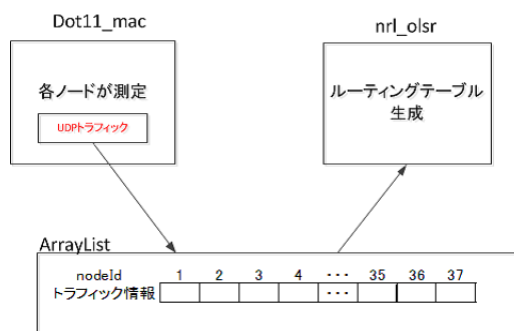 Dot11_mac
nrl_olsr
各ノードが測定
UDPトラフィック
ルーティングテーブル
生成
ArrayList
nodeId 1 2 3 4 ··· 35 36 37
トラフィック情報 ···